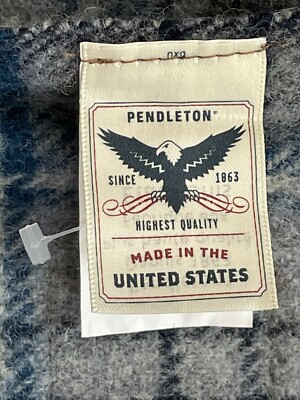 PENDLETON®
SINCE 1863
HIGHEST QUALITY
MADE IN THE
UNITED STATES